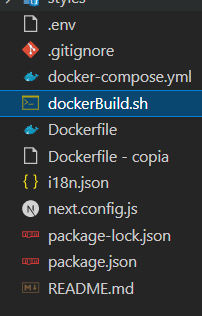 styles
.env
.gitignore
docker-compose.yml
dockerBuild.sh
Dockerfile
Dockerfile - copia
i18n.json
next.config.js
package-lock.json
package.json
README.md